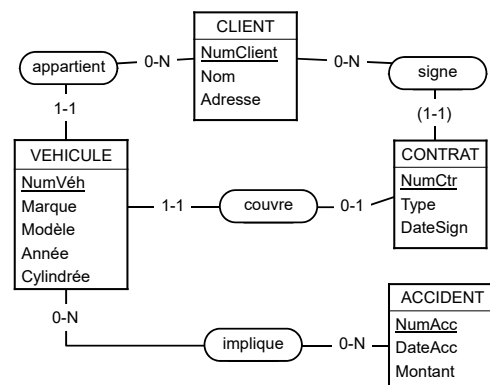 CLIENT
NumClient
Nom
Adresse
appartient
0-N
0-N
signe
1-1
(1-1)
VEHICULE
NumVéh
Marque
Modèle
Année
Cylindrée
1-1
couvre
0-1
CONTRAT
NumCtr
Type
DateSign
0-N
implique
0-N
ACCIDENT
NumAcc
DateAcc
Montant